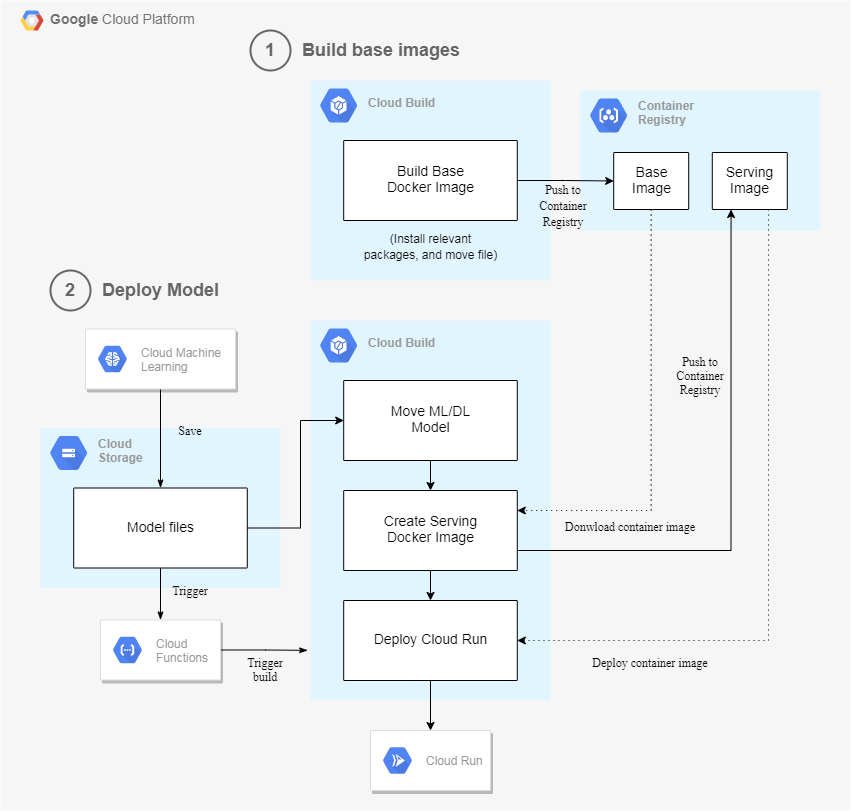 Google Cloud Platform
1 Build base images
Cloud Build
Container
Registry
Build Base
Docker Image
Base
Image
Serving
Image
Push to
Container
Registry
(Install relevant
packages, and move file)
2 Deploy Model
Cloud Machine
Learning
Cloud Build
Save
Push to
Container
Registry
Move ML/DL
Model
Cloud
Storage
Model files
Create Serving
Docker Image
Donwload container image
Trigger
Cloud
Functions
Trigger
build
Deploy Cloud Run
Deploy container image
Cloud Run